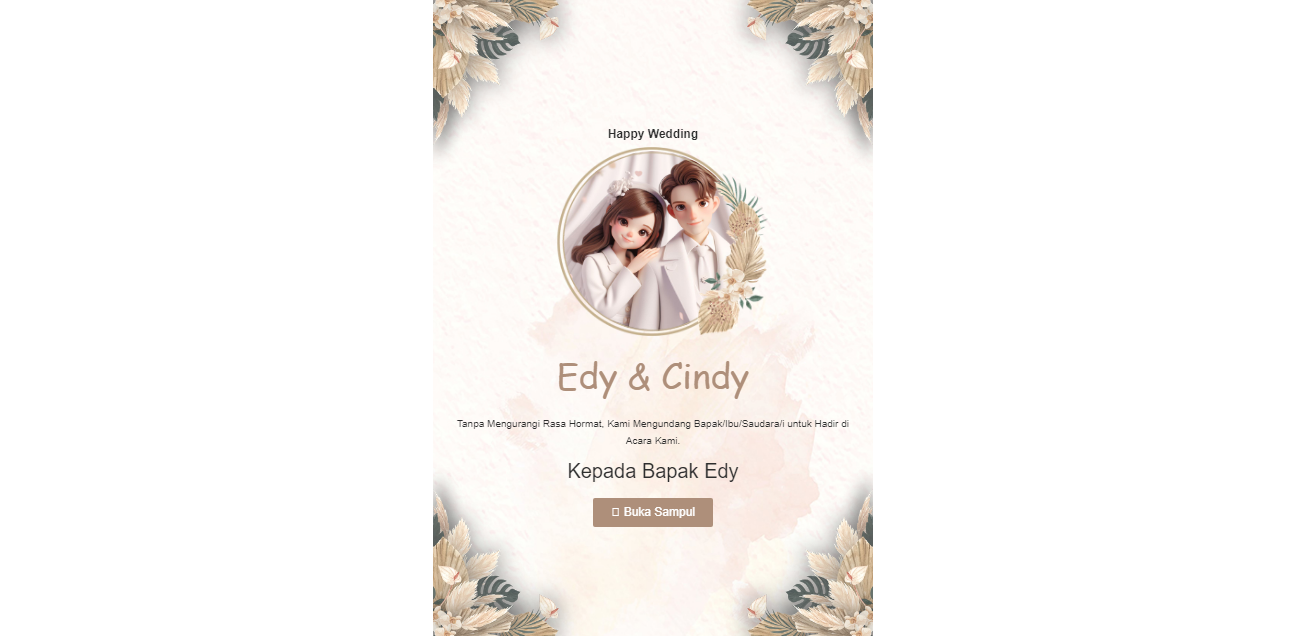 Happy Wedding
Edy & Cindy
Tanpa Mengurangi Rasa Hormat, Kami Mengundang Bapak/Ibu/Saudara/i untuk Hadir di
Acara Kami.
Kepada Bapak Edy
Buka Sampul